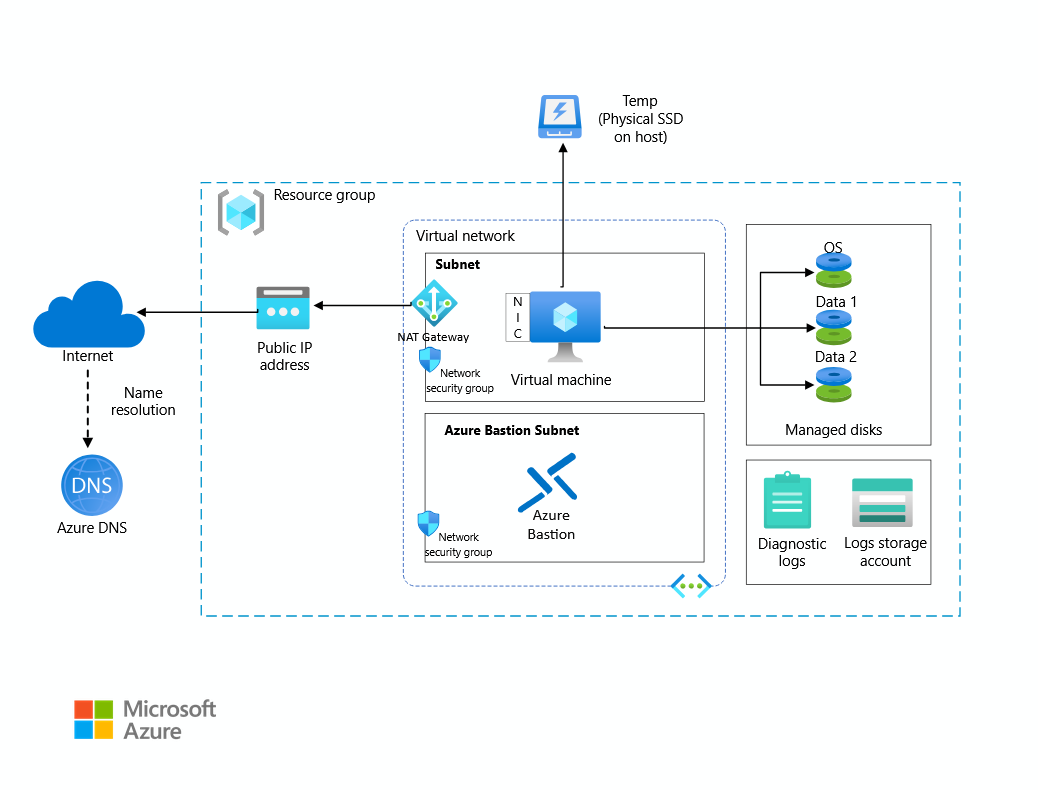 Temp
(Physical SSD
on host)
Resource group
Virtual network
Subnet
NAT Gateway
Network
security group
N
I
C
Virtual machine
OS
Data 1
Data 2
Managed disks
Public IP
address
Internet
Name
resolution
DNS
Azure DNS
Azure Bastion Subnet
Azure
Bastion
Network
security group
Diagnostic
logs
Logs storage
account
Microsoft
Azure